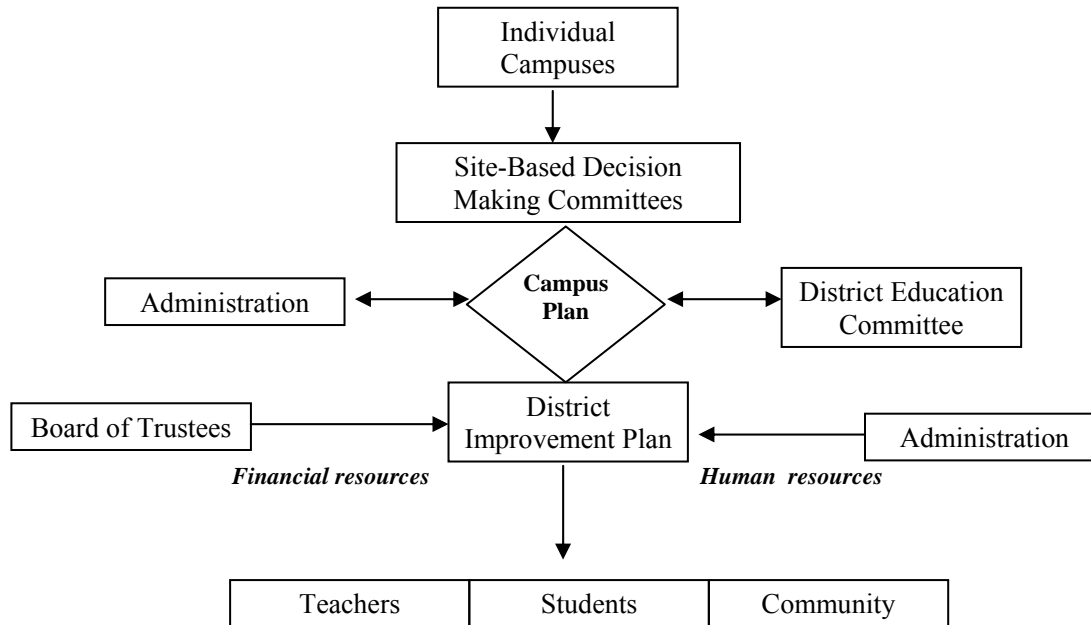 Individual
Campuses
Site-Based Decision
Making Committees
Campus
Plan
Administration
District Education
Committee
District
Improvement Plan
Board of Trustees
Administration
Financial resources
Human resources
Teachers
Students
Community